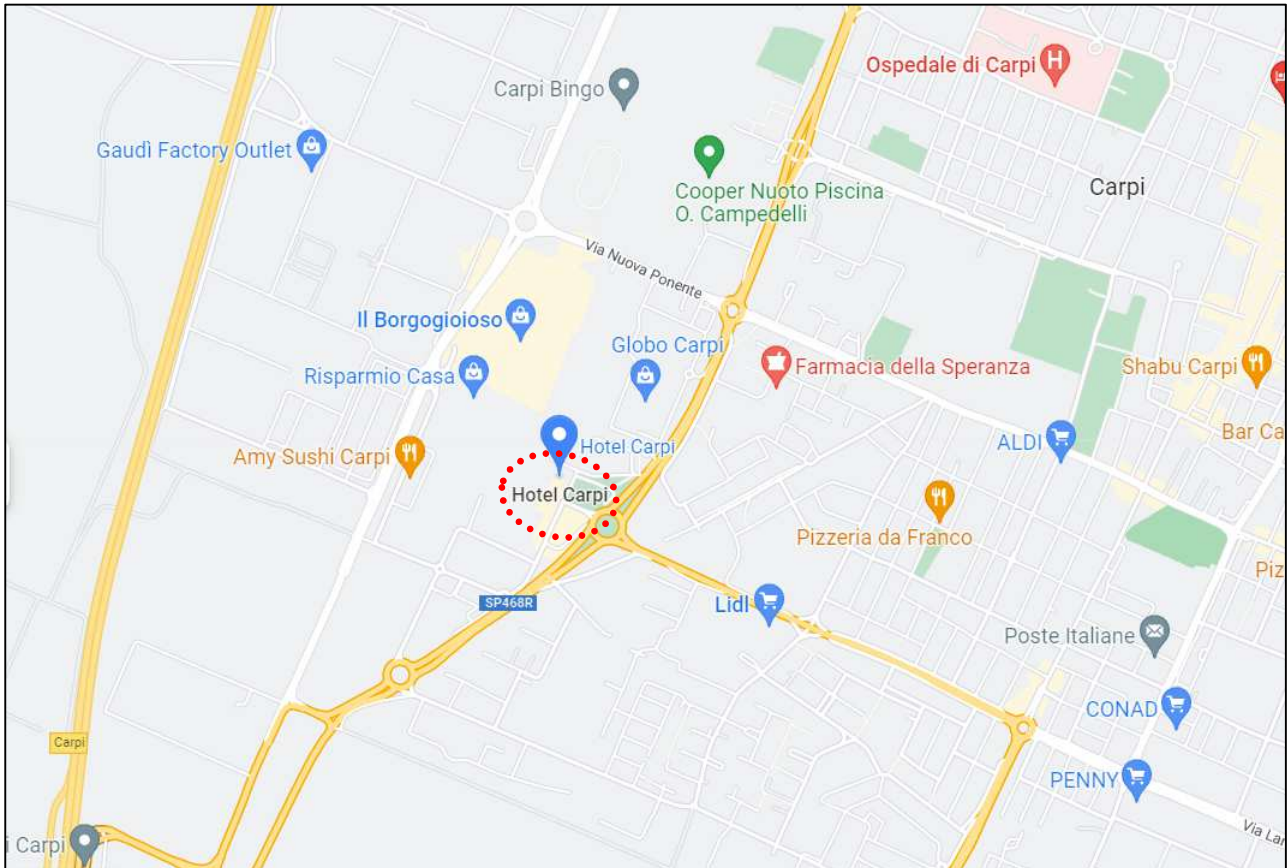 Ospedale di Carpi
H
Carpi Bingo
Gaudì Factory Outlet
Cooper Nuoto Piscina
O. Campedelli
Carpi
Via Nuova Ponente
Il Borgogioioso
Globo Carpi
Risparmio Casa
Farmacia della Speranza
Shabu Carpi
Hotel Carpi
Amy Sushi Carpi
ALDI
Bar Ca
Hotel Carpi
Pizzeria da Franco
Piz
SP468R
Lidl
Poste Italiane
CONAD
Carpi
PENNY
Via Lar
i Carpi